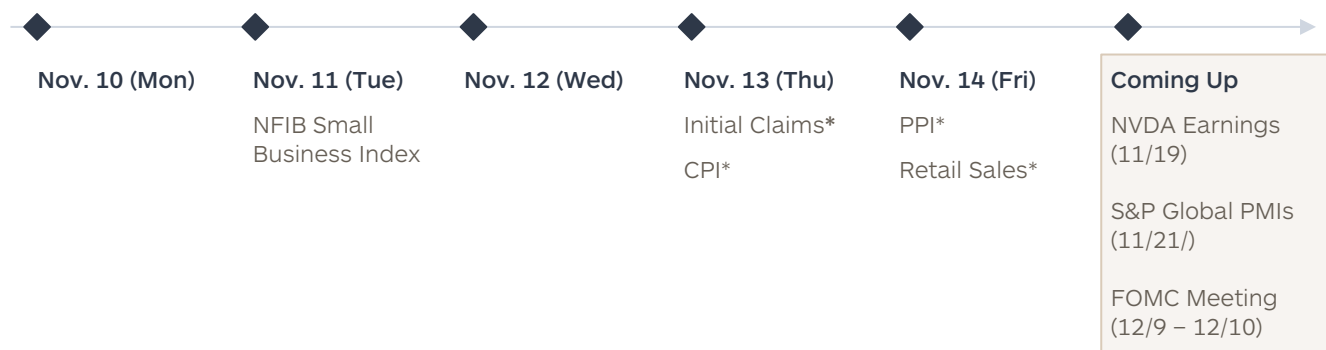 Nov. 10 (Mon)
Nov. 11 (Tue)
NFIB Small
Business Index
Nov. 12 (Wed)
Nov. 13 (Thu)
Initial Claims*
CPI*
Nov. 14 (Fri)
PPI*
Retail Sales*
Coming Up
NVDA Earnings
(11/19)
S&P Global PMIs
(11/21/)
FOMC Meeting
(12/9 – 12/10)